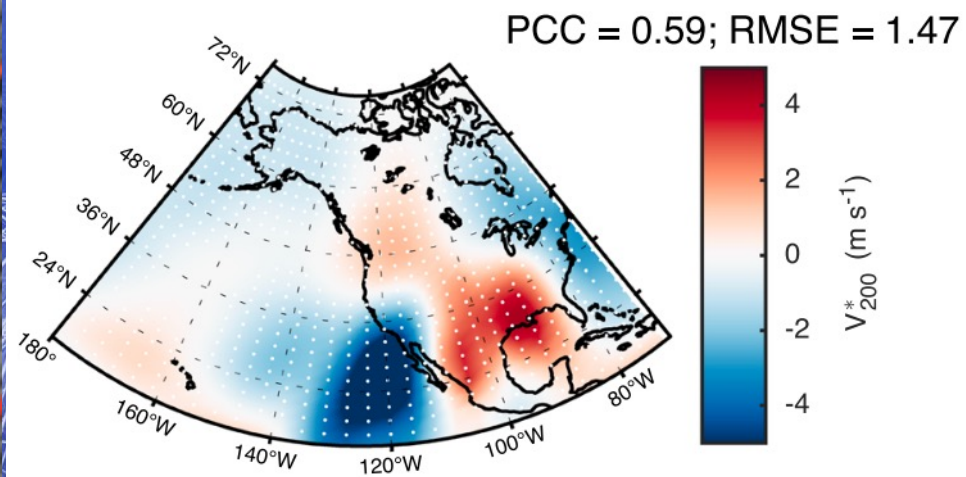 PCC = 0.59; RMSE = 1.47
72°N
60°N
48°N
36°N
24°N
180°
160°W
140°W
120°W
100°W
80°W
4
2
0
-2
-4
V*200 (m s-1)